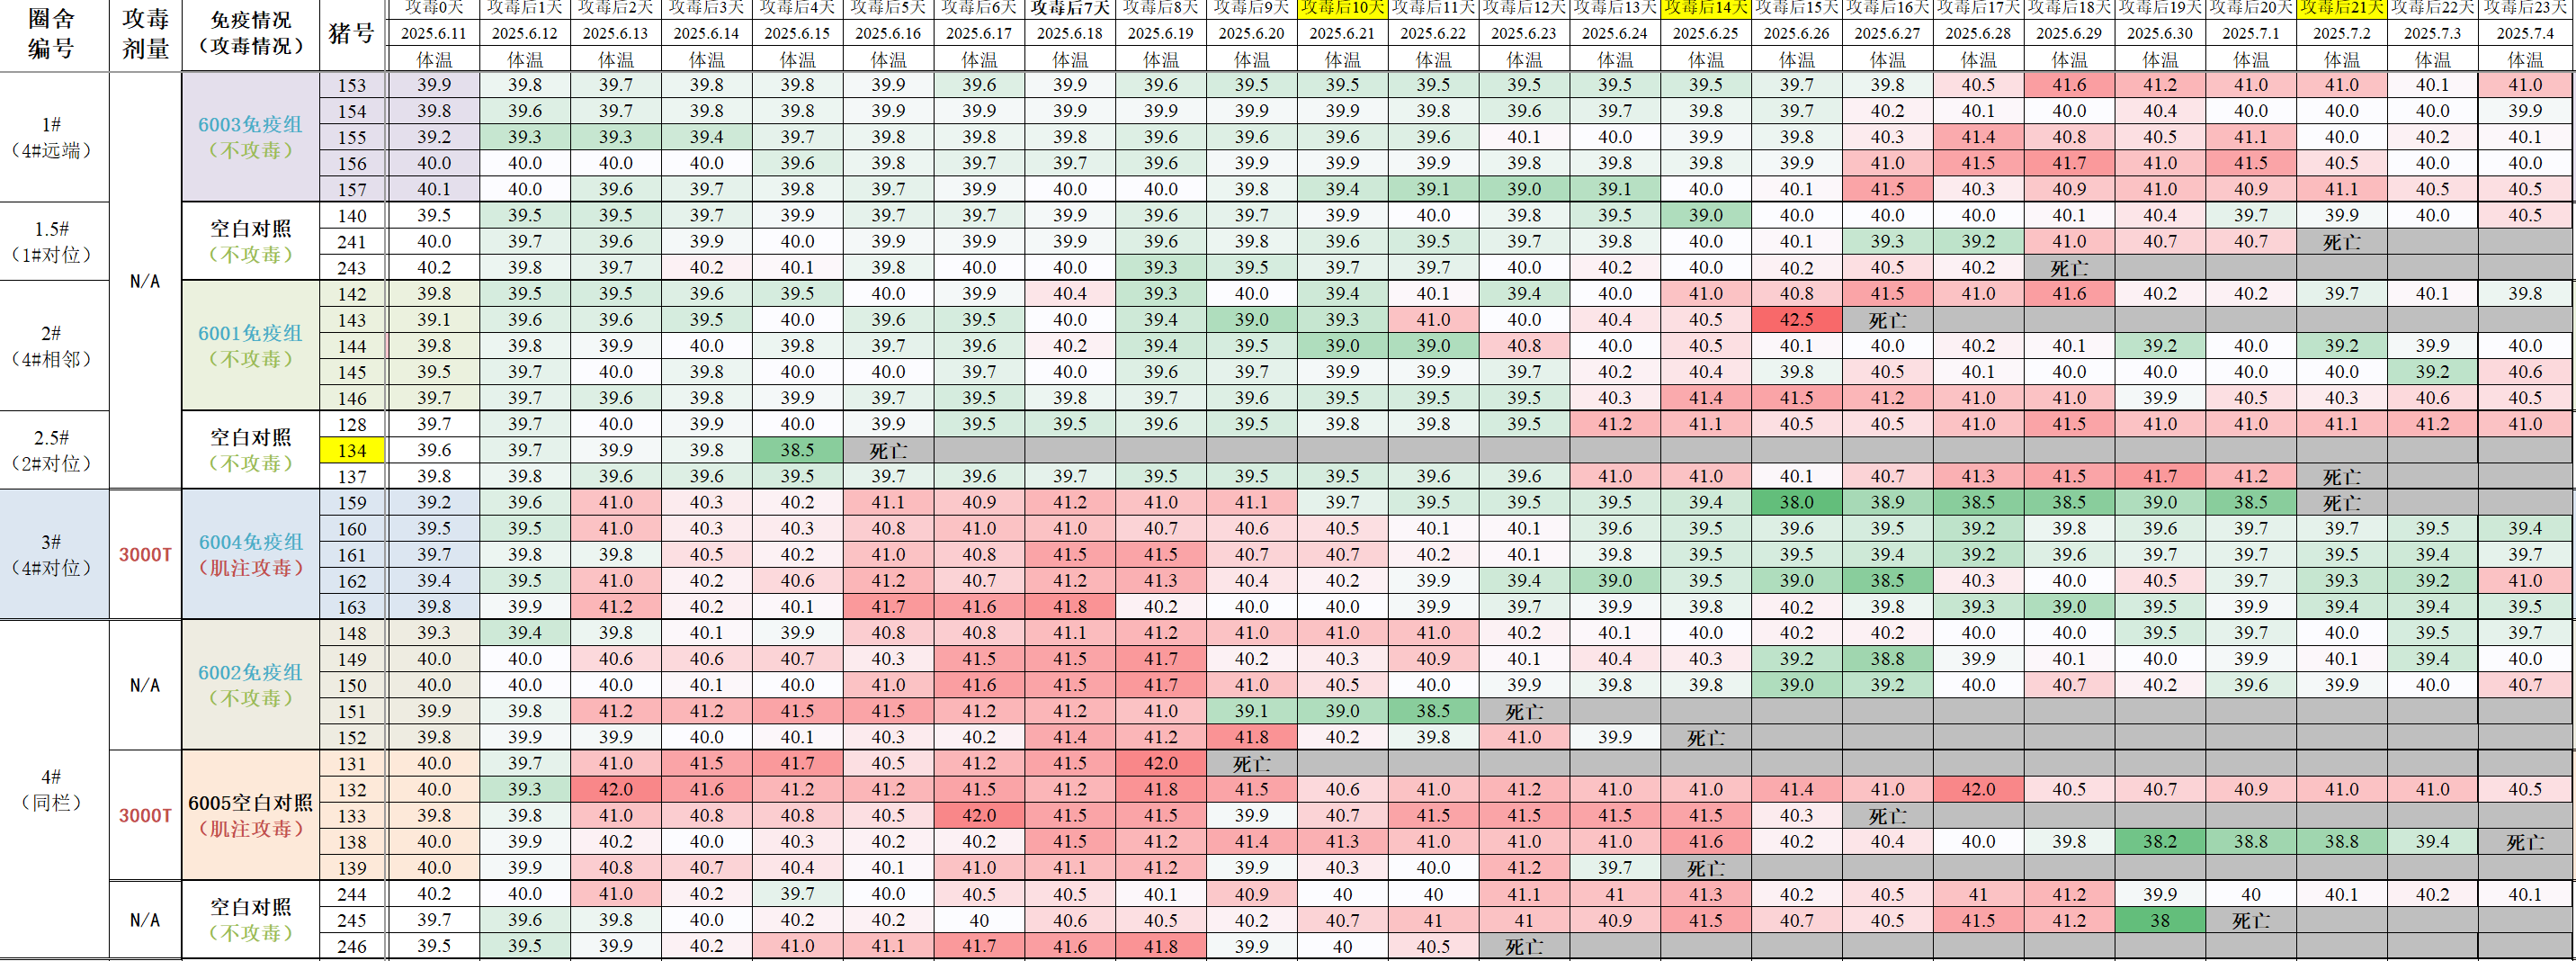 圈舍编号 攻毒剂量 免疫情况（攻毒情况） 猪号 攻毒0天 攻毒后1天 攻毒后2天 攻毒后3天 攻毒后4天 攻毒后5天 攻毒后6天 攻毒后7天 攻毒后8天 攻毒后9天 攻毒后10天 攻毒后11天 攻毒后12天 攻毒后13天 攻毒后14天 攻毒后15天 攻毒后16天 攻毒后17天 攻毒后18天 攻毒后19天 攻毒后20天 攻毒后21天 攻毒后22天 攻毒后23天
2025.6.11 2025.6.12 2025.6.13 2025.6.14 2025.6.15 2025.6.16 2025.6.17 2025.6.18 2025.6.19 2025.6.20 2025.6.21 2025.6.22 2025.6.23 2025.6.24 2025.6.25 2025.6.26 2025.6.27 2025.6.28 2025.6.29 2025.6.30 2025.7.1 2025.7.2 2025.7.3 2025.7.4
体温 体温 体温 体温 体温 体温 体温 体温 体温 体温 体温 体温 体温 体温 体温 体温 体温 体温 体温 体温 体温 体温 体温 体温
1#（4#远端） N/A 6003免疫组（不攻毒）
153 39.9 39.8 39.7 39.8 39.8 39.9 39.6 39.9 39.6 39.5 39.5 39.5 39.5 39.5 39.5 39.7 39.8 40.5 41.6 41.2 41.0 41.0 40.1 41.0
154 39.8 39.6 39.7 39.8 39.8 39.8 39.9 39.9 39.9 39.9 39.9 39.8 39.6 39.7 39.8 39.7 40.2 40.1 40.0 40.4 40.0 40.0 40.0 39.9
155 39.2 39.3 39.3 39.4 39.7 39.8 39.8 39.8 39.6 39.6 39.6 39.6 40.1 40.0 39.9 39.8 40.3 41.4 40.8 40.5 41.1 40.0 40.2 40.1
156 40.0 40.0 40.0 40.0 39.6 39.8 39.7 39.7 39.6 39.9 39.9 39.9 39.8 39.8 39.8 39.9 41.0 41.5 41.7 41.0 41.5 40.5 40.0 40.0
157 40.1 40.0 39.6 39.7 39.8 39.7 39.9 40.0 40.0 39.8 39.4 39.1 39.0 39.1 40.0 40.1 41.5 40.3 40.9 41.0 40.9 41.1 40.5 40.5
1.5#（1#对位） 空白对照（不攻毒）
140 39.5 39.5 39.5 39.7 39.9 39.7 39.7 39.9 39.6 39.7 39.9 40.0 39.8 39.5 39.0 40.0 40.0 40.0 40.1 40.4 39.7 39.9 40.0 40.5
241 40.0 39.7 39.6 39.9 40.0 39.9 39.9 39.9 39.6 39.8 39.6 39.5 39.7 39.8 40.0 40.1 39.3 39.2 41.0 40.7 40.7 死亡
243 40.2 39.8 39.7 40.2 40.1 39.8 40.0 40.0 39.3 39.5 39.7 39.7 40.0 40.2 40.0 40.2 40.5 40.2 死亡
2#（4#相邻） 6001免疫组（不攻毒）
142 39.8 39.5 39.5 39.6 39.5 40.0 39.9 40.4 39.3 40.0 39.4 40.1 39.4 40.0 41.0 40.8 41.5 41.0 41.6 40.2 40.2 39.7 40.1 39.8
143 39.1 39.6 39.6 39.5 40.0 39.6 39.5 40.0 39.4 39.0 39.3 41.0 40.0 40.4 40.5 42.5 死亡
144 39.8 39.8 39.9 40.0 39.8 39.7 39.6 40.2 39.4 39.5 39.0 39.0 40.8 40.0 40.5 40.1 40.0 40.2 40.1 39.2 40.0 39.2 39.9 40.0
145 39.5 39.7 40.0 39.8 40.0 40.0 39.7 40.0 39.6 39.7 39.9 39.9 39.7 40.2 40.4 39.8 40.5 40.1 40.0 40.0 40.0 40.0 39.2 40.6
146 39.7 39.7 39.6 39.8 39.9 39.7 39.5 39.8 39.7 39.6 39.5 39.5 39.5 40.3 41.4 41.5 41.2 41.0 41.0 39.9 40.5 40.3 40.6 40.5
2.5#（2#对位） 空白对照（不攻毒）
128 39.7 39.7 40.0 39.9 40.0 39.9 39.5 39.5 39.6 39.5 39.8 39.8 39.5 41.2 41.1 40.5 40.5 41.0 41.5 41.0 41.0 41.1 41.2 41.0
134 39.6 39.7 39.9 39.8 38.5 死亡
137 39.8 39.8 39.6 39.6 39.5 39.7 39.6 39.7 39.5 39.5 39.5 39.6 39.6 41.0 41.0 40.1 40.7 41.3 41.5 41.7 41.2 死亡
3#（4#对位） 3000T 6004免疫组（肌注攻毒）
159 39.2 39.6 41.0 40.3 40.2 41.1 40.9 41.2 41.0 41.1 39.7 39.5 39.5 39.5 39.4 38.0 38.9 38.5 38.5 39.0 38.5 死亡
160 39.5 39.5 41.0 40.3 40.3 40.8 41.0 41.0 40.7 40.6 40.5 40.1 40.1 39.6 39.5 39.6 39.5 39.2 39.8 39.6 39.7 39.7 39.5 39.4
161 39.7 39.8 39.8 40.5 40.2 41.0 40.8 41.5 41.5 40.7 40.7 40.2 40.1 39.8 39.5 39.5 39.4 39.2 39.6 39.7 39.7 39.5 39.4 39.7
162 39.4 39.5 41.0 40.2 40.6 41.2 40.7 41.2 41.3 40.4 40.2 39.9 39.4 39.0 39.5 39.0 38.5 40.3 40.0 40.5 39.7 39.3 39.2 41.0
163 39.8 39.9 41.2 40.2 40.1 41.7 41.6 41.8 40.2 40.0 40.0 39.9 39.7 39.9 39.8 40.2 39.8 39.3 39.0 39.5 39.9 39.4 39.4 39.5
4#（同栏） N/A 6002免疫组（不攻毒）
148 39.3 39.4 39.8 40.1 39.9 40.8 40.8 41.1 41.2 41.0 41.0 41.0 40.2 40.1 40.0 40.2 40.2 40.0 40.0 39.5 39.7 40.0 39.5 39.7
149 40.0 40.0 40.6 40.6 40.7 40.3 41.5 41.5 41.7 40.2 40.3 40.9 40.1 40.4 40.3 39.2 38.8 39.9 40.1 40.0 39.9 40.1 39.4 40.0
150 40.0 40.0 40.0 40.1 40.0 41.0 41.6 41.5 41.7 41.0 40.5 40.0 39.9 39.8 39.8 39.0 39.2 40.0 40.7 40.2 39.6 39.9 40.0 40.7
151 39.9 39.8 41.2 41.2 41.5 41.5 41.2 41.2 41.0 39.1 39.0 38.5 死亡
152 39.8 39.9 39.9 40.0 40.1 40.3 40.2 41.4 41.2 41.8 40.2 39.8 41.0 39.9 死亡
3000T 6005空白对照（肌注攻毒）
131 40.0 39.7 41.0 41.5 41.7 40.5 41.2 41.5 42.0 死亡
132 40.0 39.3 42.0 41.6 41.2 41.2 41.5 41.2 41.8 41.5 40.6 41.0 41.2 41.0 41.0 41.4 41.0 42.0 40.5 40.7 40.9 41.0 41.0 40.5
133 39.8 39.8 41.0 40.8 40.8 40.5 42.0 41.5 41.5 39.9 40.7 41.5 41.5 41.5 41.5 40.3 死亡
138 40.0 39.9 40.2 40.0 40.3 40.2 40.2 41.5 41.2 41.4 41.3 41.0 41.0 41.0 41.6 40.2 40.4 40.0 39.8 38.2 38.8 38.8 39.4 死亡
139 40.0 39.9 40.8 40.7 40.4 40.1 41.0 41.1 41.2 39.9 40.3 40.0 41.2 39.7 死亡
N/A 空白对照（不攻毒）
244 40.2 40.0 41.0 40.2 39.7 40.0 40.5 40.5 40.1 40.9 40 40 41.1 41 41.3 40.2 40.5 41 41.2 39.9 40 40.1 40.2 40.1
245 39.7 39.6 39.8 40.0 40.2 40.2 40 40.6 40.5 40.2 40.7 41 41 40.9 41.5 40.7 40.5 41.5 41.2 38 死亡
246 39.5 39.5 39.9 40.2 41.0 41.1 41.7 41.6 41.8 39.9 40 40.5 死亡